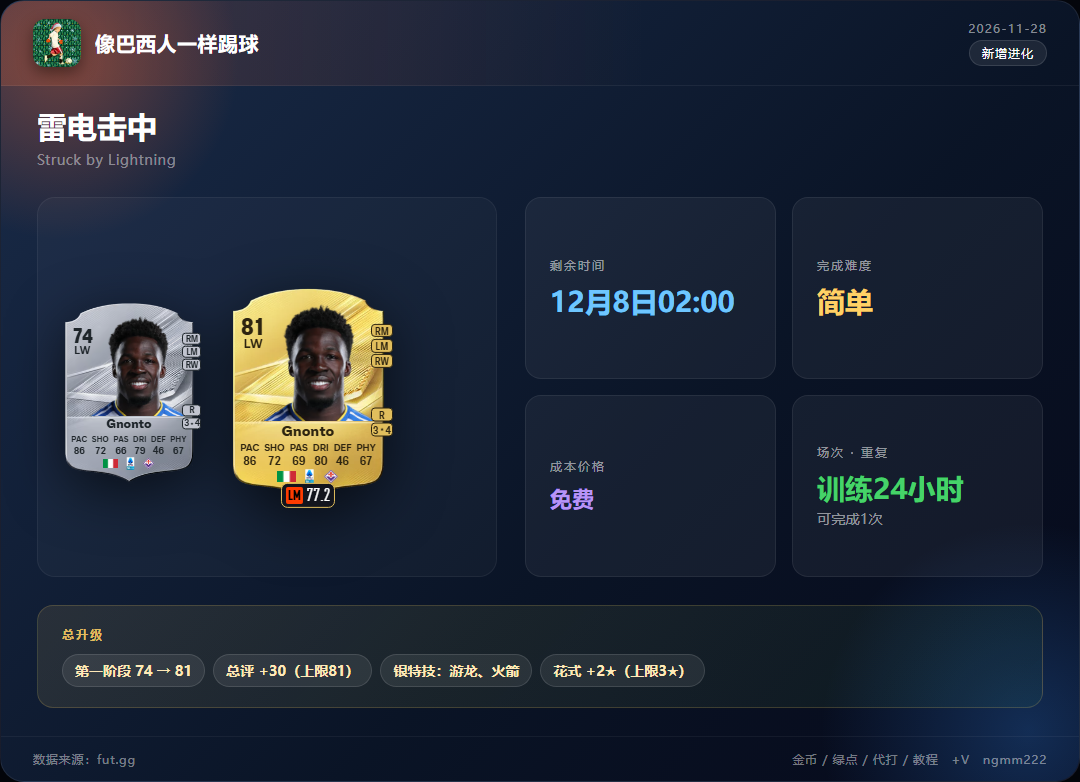 像巴西人一样踢球
2026-11-28
新增进化
雷电击中
Struck by Lightning
74
LW
RM
LM
RW
R
3★4
Gnonto
PAC SHO PAS DRI DEF PHY
86 72 66 79 46 67
81
LW
RM
LM
RW
R
3★4
Gnonto
PAC SHO PAS DRI DEF PHY
86 72 69 80 46 67
LM 77.2
剩余时间
12月8日02:00
完成难度
简单
成本价格
免费
场次 · 重复
训练24小时
可完成1次
总升级
第一阶段 74 → 81
总评 +30（上限81）
银特技：游龙、火箭
花式 +2★（上限3★）
数据来源：fut.gg
金币 / 绿点 / 代打 / 教程 +V ngmm222